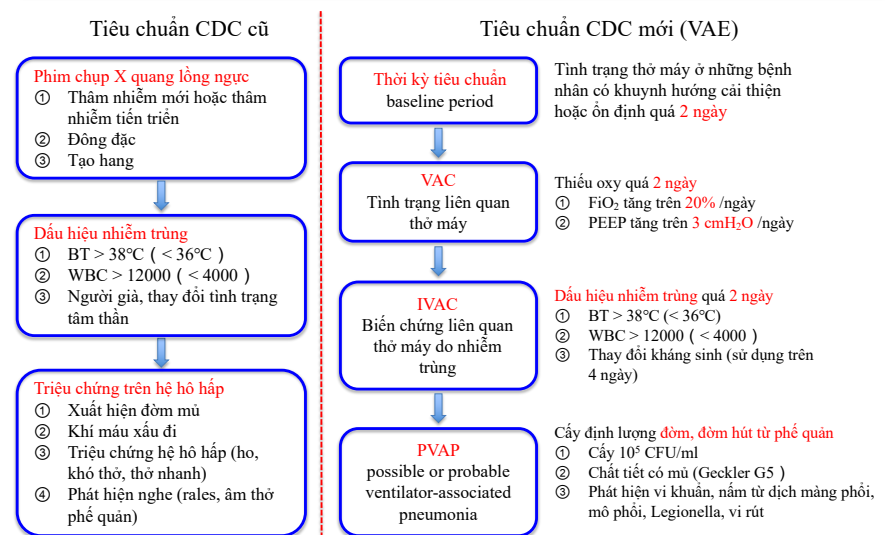 Tiêu chuẩn CDC cũ
Phim chụp X quang lồng ngực
① Thâm nhiễm mới hoặc thâm
nhiễm tiến triển
② Đông đặc
③ Tạo hang
Dấu hiệu nhiễm trùng
① BT > 38℃ ( < 36℃ )
② WBC > 12000 ( < 4000 )
③ Người già, thay đổi tình trạng
tâm thần
Triệu chứng trên hệ hô hấp
① Xuất hiện đờm mủ
② Khí máu xấu đi
③ Triệu chứng hệ hô hấp (ho,
khó thở, thở nhanh)
④ Phát hiện nghe (rales, âm thở
phế quản)
Tiêu chuẩn CDC mới (VAE)
Thời kỳ tiêu chuẩn
baseline period
Tình trạng thở máy ở những bệnh
nhân có khuynh hướng cải thiện
hoặc ổn định quá 2 ngày
VAC
Tình trạng liên quan
thở máy
Thiếu oxy quá 2 ngày
① FiO₂ tăng trên 20% /ngày
② PEEP tăng trên 3 cmH₂O /ngày
IVAC
Biến chứng liên quan
thở máy do nhiễm
trùng
Dấu hiệu nhiễm trùng quá 2 ngày
① BT > 38℃ (< 36℃)
② WBC > 12000 ( < 4000 )
③ Thay đổi kháng sinh (sử dụng trên
4 ngày)
PVAP
possible or probable
ventilator-associated
pneumonia
Cấy định lượng đờm, đờm hút từ phế quản
① Cấy 10⁵ CFU/ml
② Chất tiết có mủ (Geckler G5 )
③ Phát hiện vi khuẩn, nấm từ dịch màng phổi,
mô phổi, Legionella, vi rút